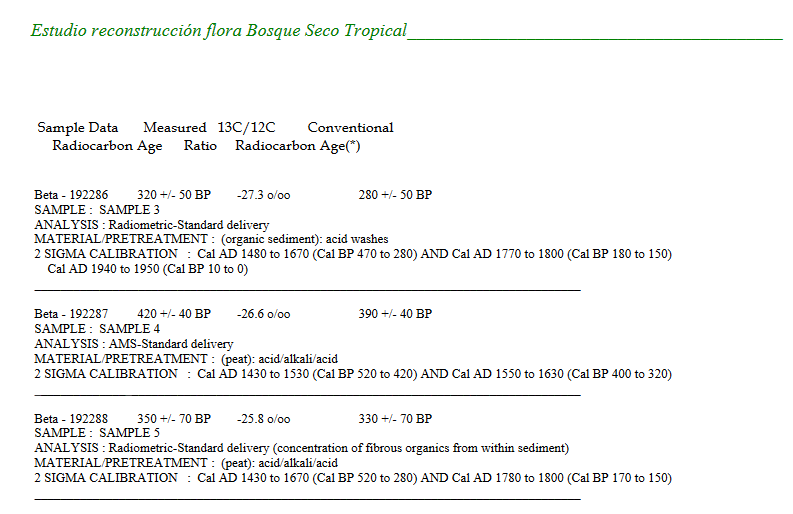 Estudio reconstrucción flora Bosque Seco Tropical
Sample Data Measured 13C/12C Conventional
Radiocarbon Age Ratio Radiocarbon Age(*)
Beta - 192286 320 +/- 50 BP -27.3 o/oo 280 +/- 50 BP
SAMPLE : SAMPLE 3
ANALYSIS : Radiometric-Standard delivery
MATERIAL/PRETREATMENT : (organic sediment): acid washes
2 SIGMA CALIBRATION : Cal AD 1480 to 1670 (Cal BP 470 to 280) AND Cal AD 1770 to 1800 (Cal BP 180 to 150)
Cal AD 1940 to 1950 (Cal BP 10 to 0)
Beta - 192287 420 +/- 40 BP -26.6 o/oo 390 +/- 40 BP
SAMPLE : SAMPLE 4
ANALYSIS : AMS-Standard delivery
MATERIAL/PRETREATMENT : (peat): acid/alkali/acid
2 SIGMA CALIBRATION : Cal AD 1430 to 1530 (Cal BP 520 to 420) AND Cal AD 1550 to 1630 (Cal BP 400 to 320)
Beta - 192288 350 +/- 70 BP -25.8 o/oo 330 +/- 70 BP
SAMPLE : SAMPLE 5
ANALYSIS : Radiometric-Standard delivery (concentration of fibrous organics from within sediment)
MATERIAL/PRETREATMENT : (peat): acid/alkali/acid
2 SIGMA CALIBRATION : Cal AD 1430 to 1670 (Cal BP 520 to 280) AND Cal AD 1780 to 1800 (Cal BP 170 to 150)